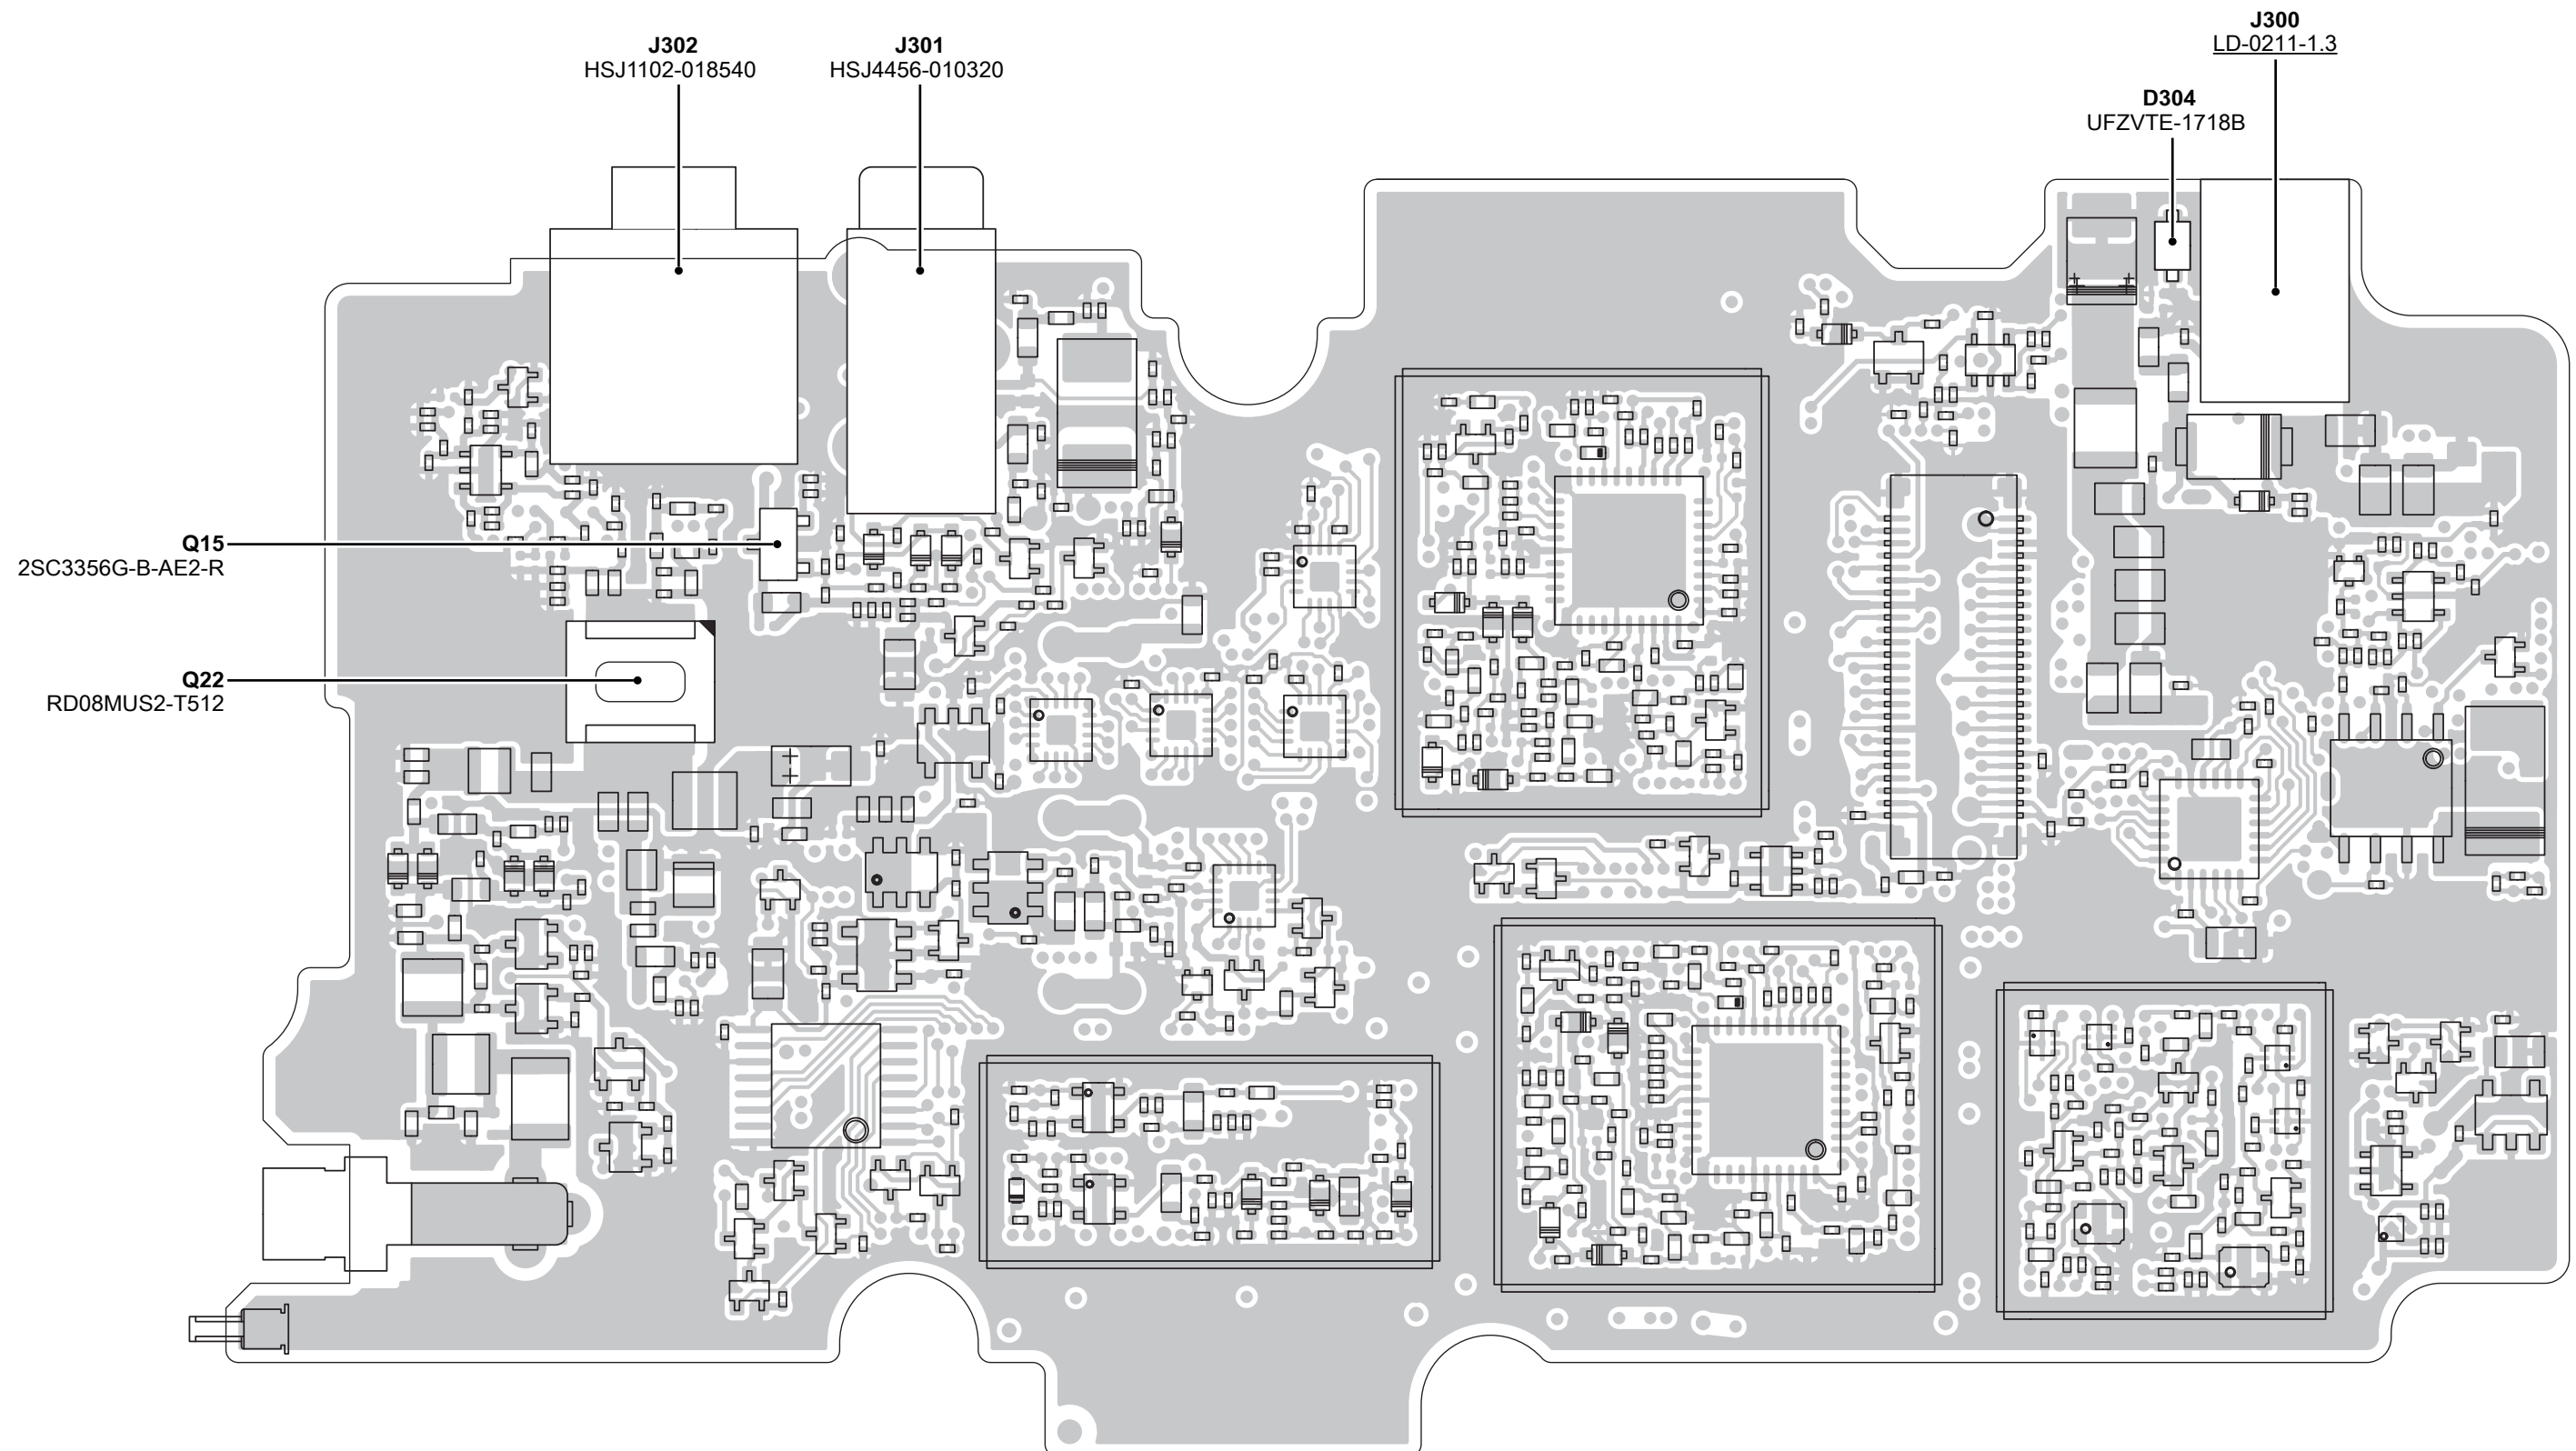 J302
HSJ1102-018540
J301
HSJ4456-010320
J300
LD-0211-1.3
D304
UFZVTE-1718B
Q15
2SC3356G-B-AE2-R
Q22
RD08MUS2-T512